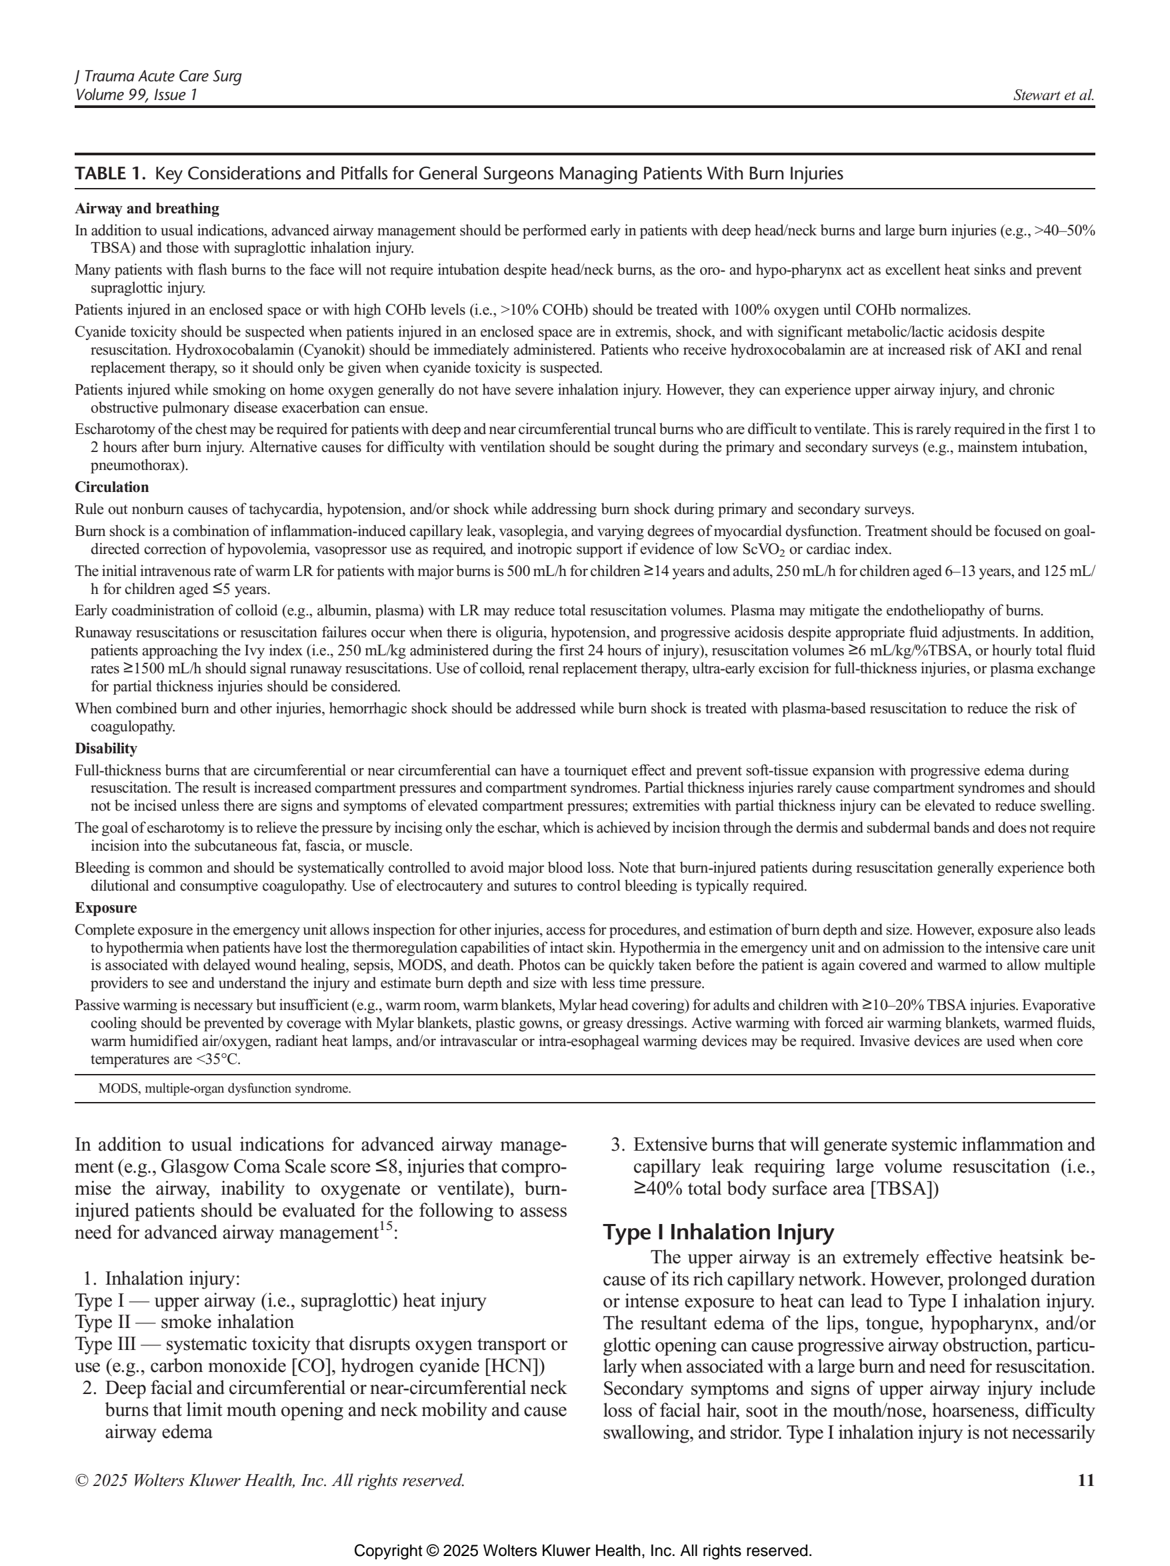 J Trauma Acute Care Surg
Volume 99, Issue 1
Stewart et al.
TABLE 1. Key Considerations and Pitfalls for General Surgeons Managing Patients With Burn Injuries
Airway and breathing
In addition to usual indications, advanced airway management should be performed early in patients with deep head/neck burns and large burn injuries (e.g., >40–50%
TBSA) and those with supraglottic inhalation injury.
Many patients with flash burns to the face will not require intubation despite head/neck burns, as the oro- and hypo-pharynx act as excellent heat sinks and prevent
supraglottic injury.
Patients injured in an enclosed space or with high COHb levels (i.e., >10% COHb) should be treated with 100% oxygen until COHb normalizes.
Cyanide toxicity should be suspected when patients injured in an enclosed space are in extremis, shock, and with significant metabolic/lactic acidosis despite
resuscitation. Hydroxocobalamin (Cyanokit) should be immediately administered. Patients who receive hydroxocobalamin are at increased risk of AKI and renal
replacement therapy, so it should only be given when cyanide toxicity is suspected.
Patients injured while smoking on home oxygen generally do not have severe inhalation injury. However, they can experience upper airway injury, and chronic
obstructive pulmonary disease exacerbation can ensue.
Escharotomy of the chest may be required for patients with deep and near circumferential truncal burns who are difficult to ventilate. This is rarely required in the first 1 to
2 hours after burn injury. Alternative causes for difficulty with ventilation should be sought during the primary and secondary surveys (e.g., mainstem intubation,
pneumothorax).
Circulation
Rule out nonburn causes of tachycardia, hypotension, and/or shock while addressing burn shock during primary and secondary surveys.
Burn shock is a combination of inflammation-induced capillary leak, vasoplegia, and varying degrees of myocardial dysfunction. Treatment should be focused on goal-
directed correction of hypovolemia, vasopressor use as required, and inotropic support if evidence of low ScVO₂ or cardiac index.
The initial intravenous rate of warm LR for patients with major burns is 500 mL/h for children ≥14 years and adults, 250 mL/h for children aged 6–13 years, and 125 mL/
h for children aged ≤5 years.
Early coadministration of colloid (e.g., albumin, plasma) with LR may reduce total resuscitation volumes. Plasma may mitigate the endotheliopathy of burns.
Runaway resuscitations or resuscitation failures occur when there is oliguria, hypotension, and progressive acidosis despite appropriate fluid adjustments. In addition,
patients approaching the Ivy index (i.e., 250 mL/kg administered during the first 24 hours of injury), resuscitation volumes ≥6 mL/kg/%TBSA, or hourly total fluid
rates ≥1500 mL/h should signal runaway resuscitations. Use of colloid, renal replacement therapy, ultra-early excision for full-thickness injuries, or plasma exchange
for partial thickness injuries should be considered.
When combined burn and other injuries, hemorrhagic shock should be addressed while burn shock is treated with plasma-based resuscitation to reduce the risk of
coagulopathy.
Disability
Full-thickness burns that are circumferential or near circumferential can have a tourniquet effect and prevent soft-tissue expansion with progressive edema during
resuscitation. The result is increased compartment pressures and compartment syndromes. Partial thickness injuries rarely cause compartment syndromes and should
not be incised unless there are signs and symptoms of elevated compartment pressures; extremities with partial thickness injury can be elevated to reduce swelling.
The goal of escharotomy is to relieve the pressure by incising only the eschar, which is achieved by incision through the dermis and subdermal bands and does not require
incision into the subcutaneous fat, fascia, or muscle.
Bleeding is common and should be systematically controlled to avoid major blood loss. Note that burn-injured patients during resuscitation generally experience both
dilutional and consumptive coagulopathy. Use of electrocautery and sutures to control bleeding is typically required.
Exposure
Complete exposure in the emergency unit allows inspection for other injuries, access for procedures, and estimation of burn depth and size. However, exposure also leads
to hypothermia when patients have lost the thermoregulation capabilities of intact skin. Hypothermia in the emergency unit and on admission to the intensive care unit
is associated with delayed wound healing, sepsis, MODS, and death. Photos can be quickly taken before the patient is again covered and warmed to allow multiple
providers to see and understand the injury and estimate burn depth and size with less time pressure.
Passive warming is necessary but insufficient (e.g., warm room, warm blankets, Mylar head covering) for adults and children with ≥10–20% TBSA injuries. Evaporative
cooling should be prevented by coverage with Mylar blankets, plastic gowns, or greasy dressings. Active warming with forced air warming blankets, warmed fluids,
warm humidified air/oxygen, radiant heat lamps, and/or intravascular or intra-esophageal warming devices may be required. Invasive devices are used when core
temperatures are <35°C.
MODS, multiple-organ dysfunction syndrome.
In addition to usual indications for advanced airway manage-
ment (e.g., Glasgow Coma Scale score ≤8, injuries that compro-
mise the airway, inability to oxygenate or ventilate), burn-
injured patients should be evaluated for the following to assess
need for advanced airway management¹⁵:
1. Inhalation injury:
Type I — upper airway (i.e., supraglottic) heat injury
Type II — smoke inhalation
Type III — systematic toxicity that disrupts oxygen transport or
use (e.g., carbon monoxide [CO], hydrogen cyanide [HCN])
2. Deep facial and circumferential or near-circumferential neck
burns that limit mouth opening and neck mobility and cause
airway edema
3. Extensive burns that will generate systemic inflammation and
capillary leak requiring large volume resuscitation (i.e.,
≥40% total body surface area [TBSA])
Type I Inhalation Injury
The upper airway is an extremely effective heatsink be-
cause of its rich capillary network. However, prolonged duration
or intense exposure to heat can lead to Type I inhalation injury.
The resultant edema of the lips, tongue, hypopharynx, and/or
glottic opening can cause progressive airway obstruction, particu-
larly when associated with a large burn and need for resuscitation.
Secondary symptoms and signs of upper airway injury include
loss of facial hair, soot in the mouth/nose, hoarseness, difficulty
swallowing, and stridor. Type I inhalation injury is not necessarily
© 2025 Wolters Kluwer Health, Inc. All rights reserved.
11
Copyright © 2025 Wolters Kluwer Health, Inc. All rights reserved.